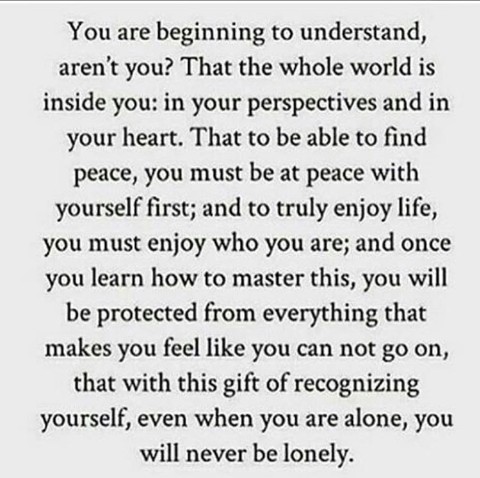 You are beginning to understand,
aren't you? That the whole world is
inside you: in your perspectives and in
your heart. That to be able to find
peace, you must be at peace with
yourself first; and to truly enjoy life,
you must enjoy who you are; and once
you learn how to master this, you will
be protected from everything that
makes you feel like you can not go on,
that with this gift of recognizing
yourself, even when you are alone, you
will never be lonely.